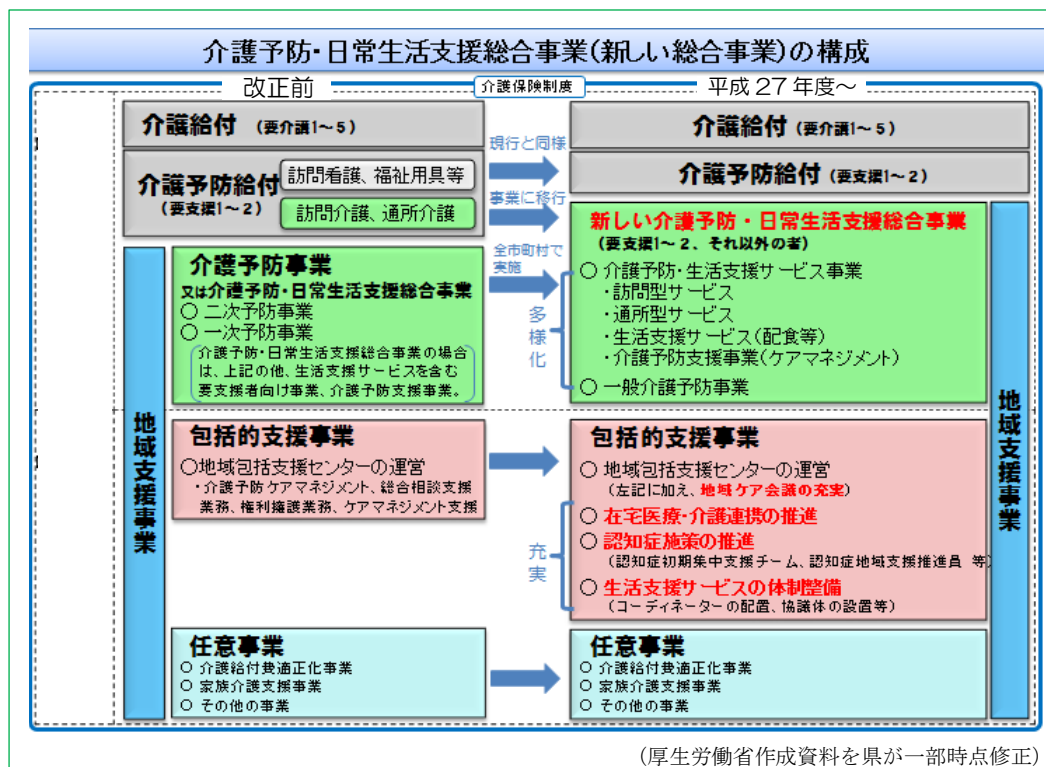 介護予防・日常生活支援総合事業(新しい総合事業)の構成
改正前
介護保険制度
平成27年度～
介護給付 (要介護1～5)
介護予防給付
(要支援1～2)
訪問看護、福祉用具等
訪問介護、通所介護
現行と同様
事業に移行
全市町村で
実施
多様化
介護給付 (要介護1～5)
介護予防給付 (要支援1～2)
地域支援事業
介護予防事業
又は介護予防・日常生活支援総合事業
○ 二次予防事業
○ 一次予防事業
介護予防・日常生活支援総合事業の場合
は、上記の他、生活支援サービスを含む
要支援者向け事業、介護予防支援事業。
新しい介護予防・日常生活支援総合事業
(要支援1～2、それ以外の者)
○ 介護予防・生活支援サービス事業
・訪問型サービス
・通所型サービス
・生活支援サービス(配食等)
・介護予防支援事業(ケアマネジメント)
○ 一般介護予防事業
地域支援事業
包括的支援事業
○地域包括支援センターの運営
・介護予防ケアマネジメント、総合相談支援
業務、権利擁護業務、ケアマネジメント支援
充実
包括的支援事業
○ 地域包括支援センターの運営
(左記に加え、地域ケア会議の充実)
○ 在宅医療・介護連携の推進
○ 認知症施策の推進
(認知症初期集中支援チーム、認知症地域支援推進員 等)
○ 生活支援サービスの体制整備
(コーディネーターの配置、協議体の設置等)
任意事業
○ 介護給付費適正化事業
○ 家族介護支援事業
○ その他の事業
任意事業
○ 介護給付費適正化事業
○ 家族介護支援事業
○ その他の事業
(厚生労働省作成資料を県が一部時点修正)